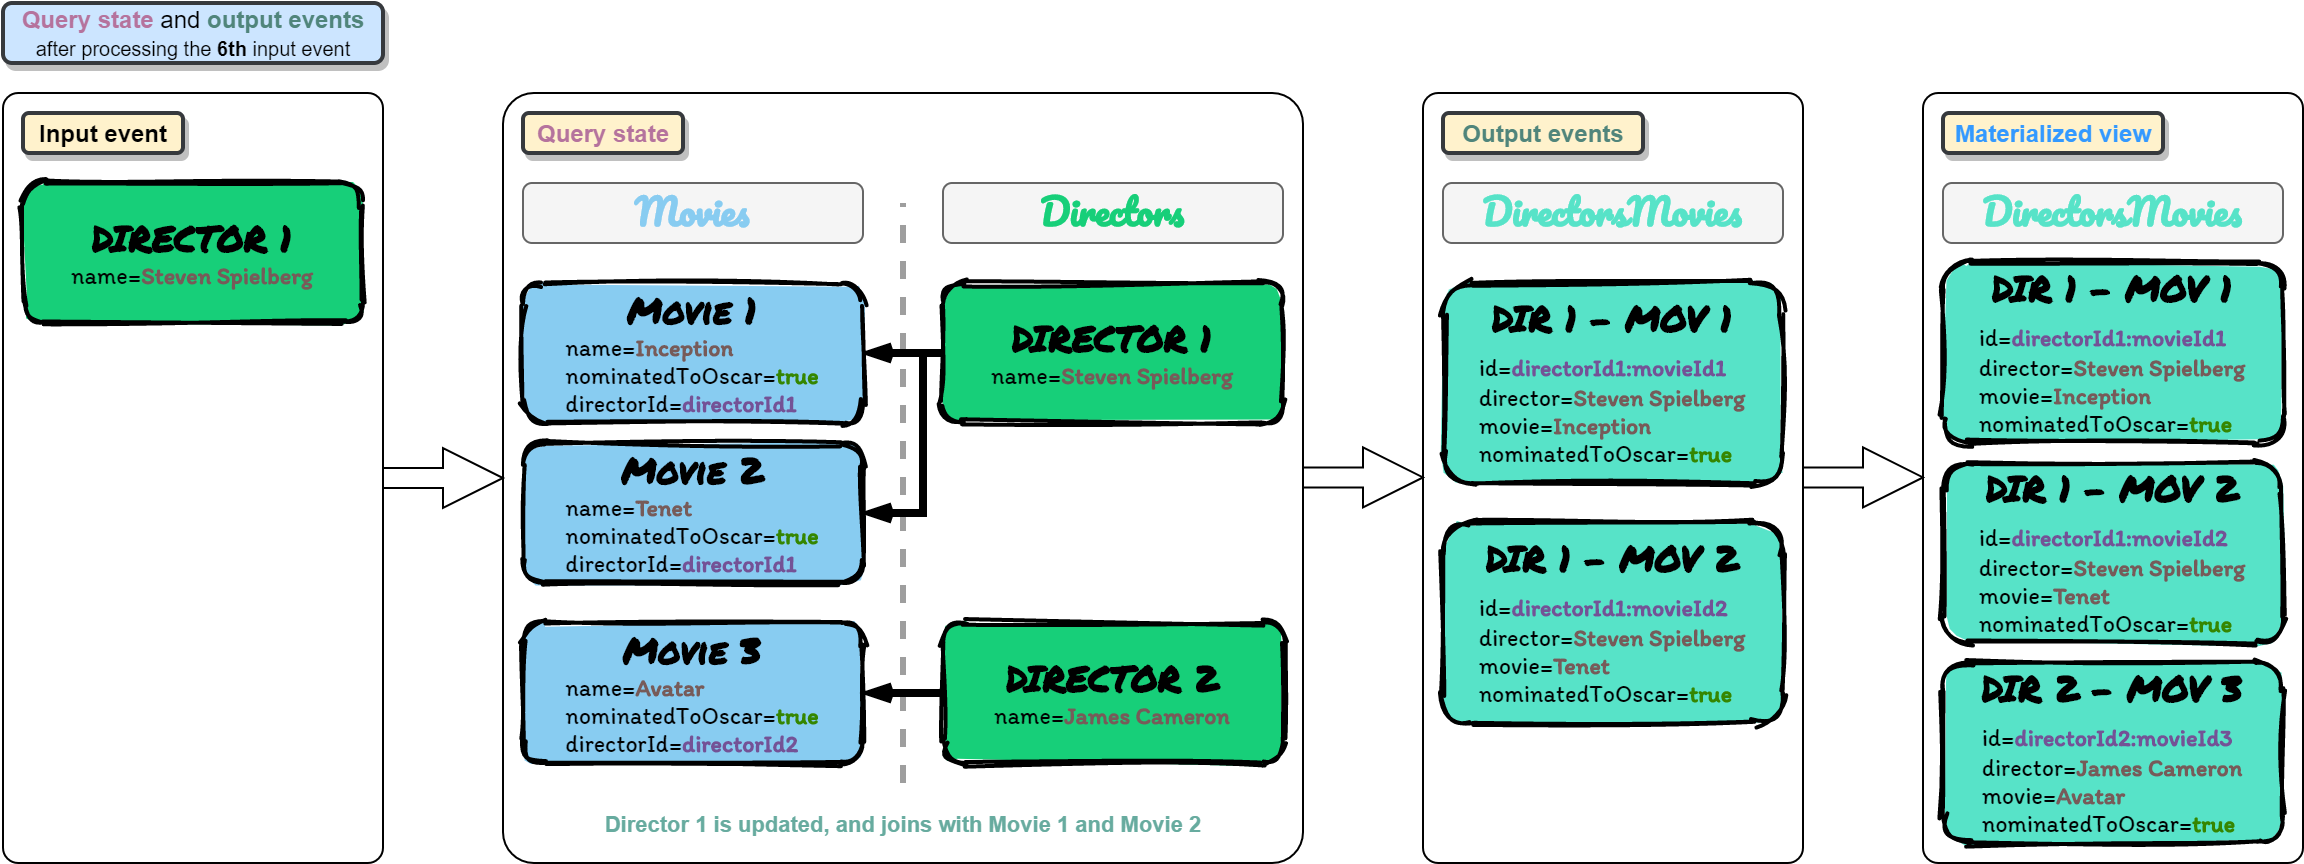 Query state and output events
after processing the 6th input event
Input event
DIRECTOR 1
name=Steven Spielberg
Query state
Movies
Directors
MOVIE 1
name=Inception
nominatedToOscar=true
directorId=directorId1
MOVIE 2
name=Tenet
nominatedToOscar=true
directorId=directorId1
MOVIE 3
name=Avatar
nominatedToOscar=true
directorId=directorId2
DIRECTOR 1
name=Steven Spielberg
DIRECTOR 2
name=James Cameron
Director 1 is updated, and joins with Movie 1 and Movie 2
Output events
DirectorsMovies
DIR 1 - MOV 1
id=directorId1:movieId1
director=Steven Spielberg
movie=Inception
nominatedToOscar=true
DIR 1 - MOV 2
id=directorId1:movieId2
director=Steven Spielberg
movie=Tenet
nominatedToOscar=true
Materialized view
DirectorsMovies
DIR 1 - MOV 1
id=directorId1:movieId1
director=Steven Spielberg
movie=Inception
nominatedToOscar=true
DIR 1 - MOV 2
id=directorId1:movieId2
director=Steven Spielberg
movie=Tenet
nominatedToOscar=true
DIR 2 - MOV 3
id=directorId2:movieId3
director=James Cameron
movie=Avatar
nominatedToOscar=true